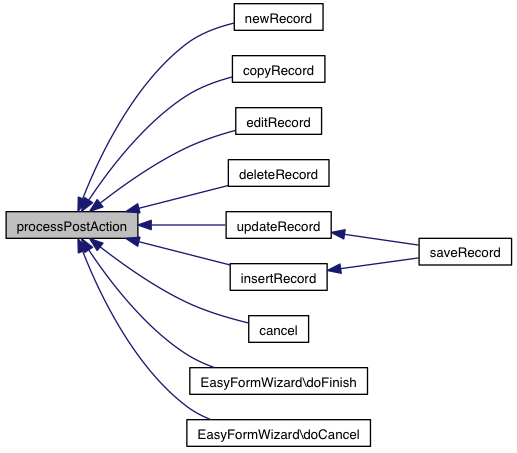 newRecord
copyRecord
editRecord
deleteRecord
processPostAction
updateRecord
saveRecord
insertRecord
cancel
EasyFormWizard\doFinish
EasyFormWizard\doCancel